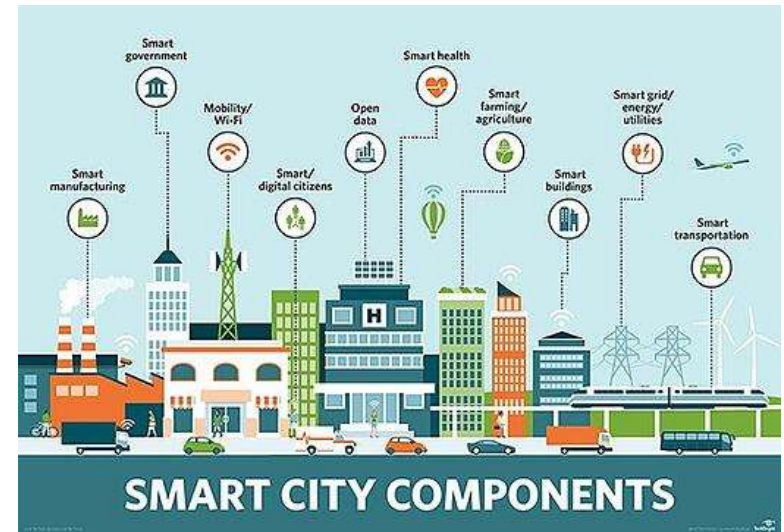 Smart
government
Smart health
Mobility/
Wi-Fi
Open
data
Smart
farming/
agriculture
Smart grid/
energy/
utilities
Smart
manufacturing
Smart/
digital citizens
Smart
buildings
Smart
transportation
H
SMART CITY COMPONENTS